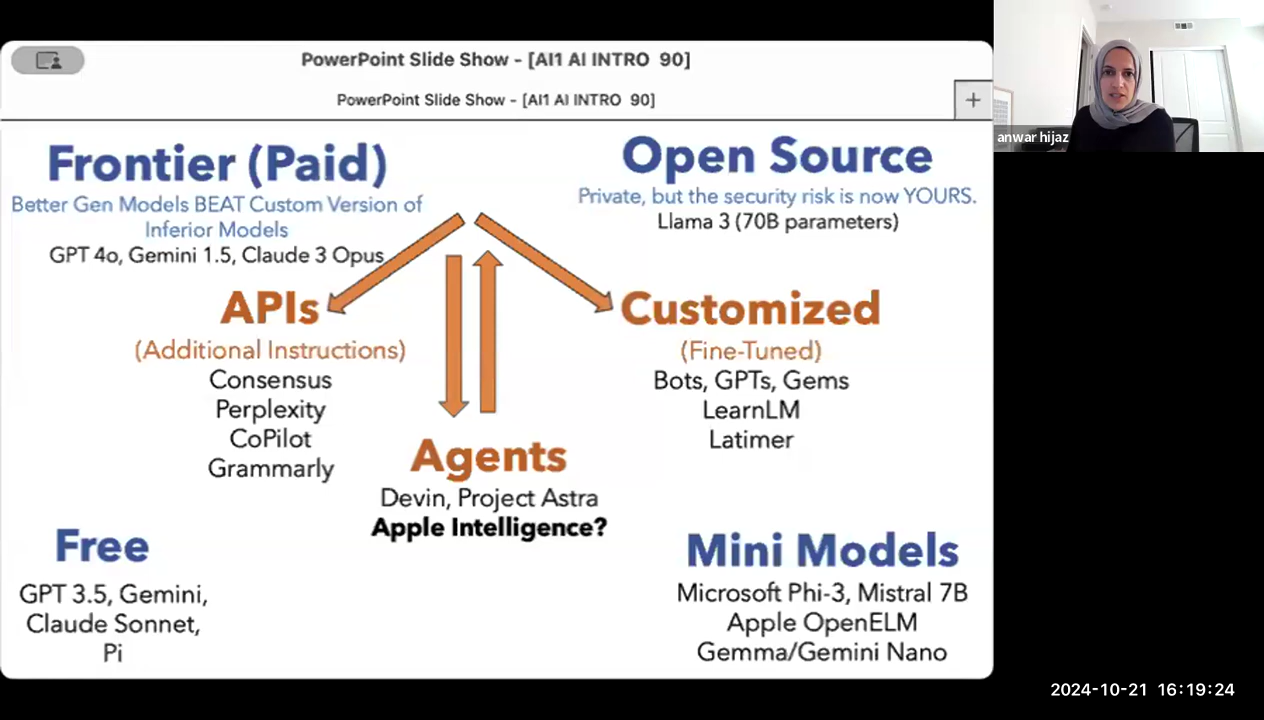 PowerPoint Slide Show - [AI1 AI INTRO 90]
PowerPoint Slide Show - [AI1 AI INTRO 90]
+
anwar hijaz
Frontier (Paid)
Better Gen Models BEAT Custom Version of
Inferior Models
GPT 4o, Gemini 1.5, Claude 3 Opus
Open Source
Private, but the security risk is now YOURS.
Llama 3 (70B parameters)
APIs
(Additional Instructions)
Consensus
Perplexity
CoPilot
Grammarly
Customized
(Fine-Tuned)
Bots, GPTs, Gems
LearnLM
Latimer
Agents
Devin, Project Astra
Apple Intelligence?
Free
GPT 3.5, Gemini,
Claude Sonnet,
Pi
Mini Models
Microsoft Phi-3, Mistral 7B
Apple OpenELM
Gemma/Gemini Nano
2024-10-21 16:19:24